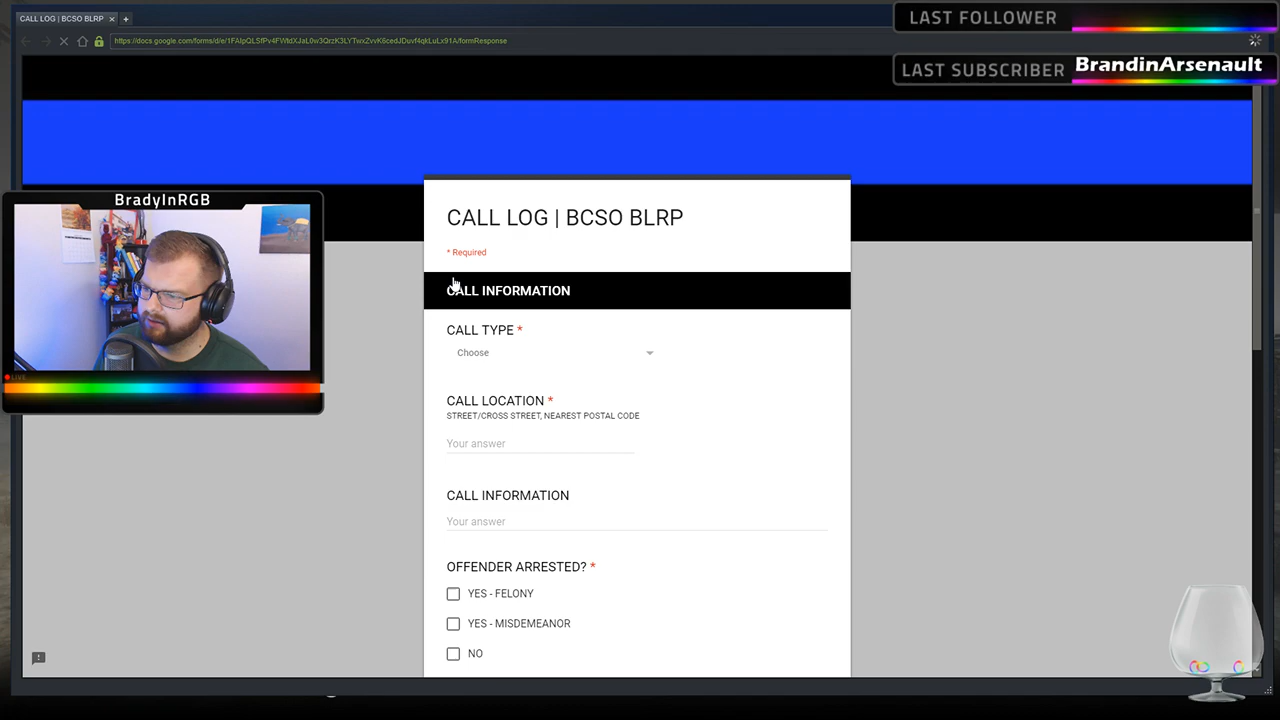 CALL LOG | BCSO BLRP
LAST FOLLOWER
LAST SUBSCRIBER BrandinArsenault
BradyInRGB
LIVE
CALL LOG | BCSO BLRP
* Required
CALL INFORMATION
CALL TYPE *
Choose
CALL LOCATION *
STREET/CROSS STREET, NEAREST POSTAL CODE
Your answer
CALL INFORMATION
Your answer
OFFENDER ARRESTED? *
YES - FELONY
YES - MISDEMEANOR
NO